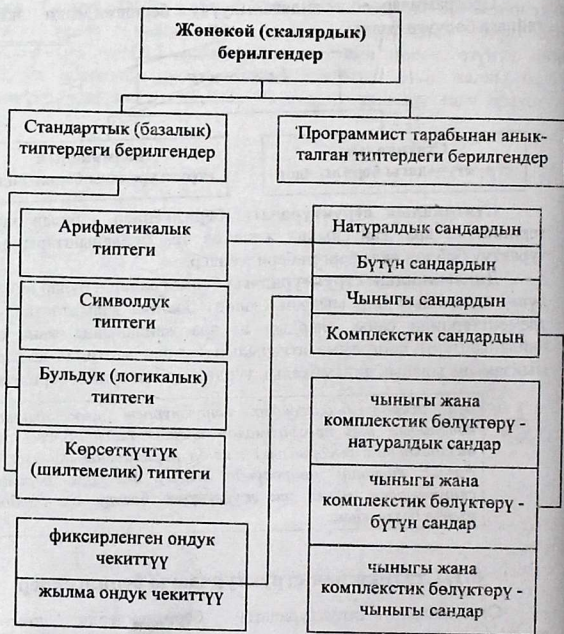 Жөнөкөй (скалярдык)
берилгендер
Стандарттык (базалык)
типтердеги берилгендер
Программист тарабынан анык-
талган типтердеги берилгендер
Арифметикалык
типтеги
Символдук
типтеги
Бульдук (логикалык)
типтеги
Көрсөткүчтүк
(шилтемелик) типтеги
фиксирленген ондук
чекиттүү
жылма ондук чекиттүү
Натуралдык сандардын
Бүтүн сандардын
Чыныгы сандардын
Комплекстик сандардын
чыныгы жана
комплекстик бөлүктөрү -
натуралдык сандар
чыныгы жана
комплекстик бөлүктөрү -
бүтүн сандар
чыныгы жана
комплекстик бөлүктөрү -
чыныгы сандар